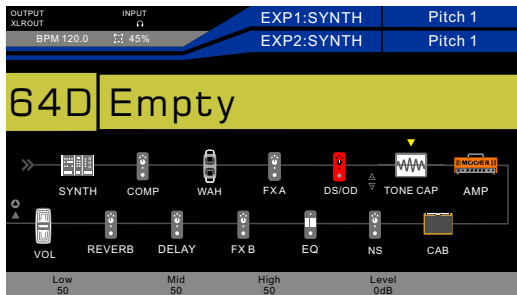 OUTPUT INPUT EXP1:SYNTH Pitch 1
XLROUT
BPM 120.0 45% EXP2:SYNTH Pitch 1
64D Empty
MOOER
SYNTH COMP WAH FX A DS/OD TONE CAP AMP
VOL REVERB DELAY FX B EQ NS CAB
Low Mid High Level
50 50 50 0dB